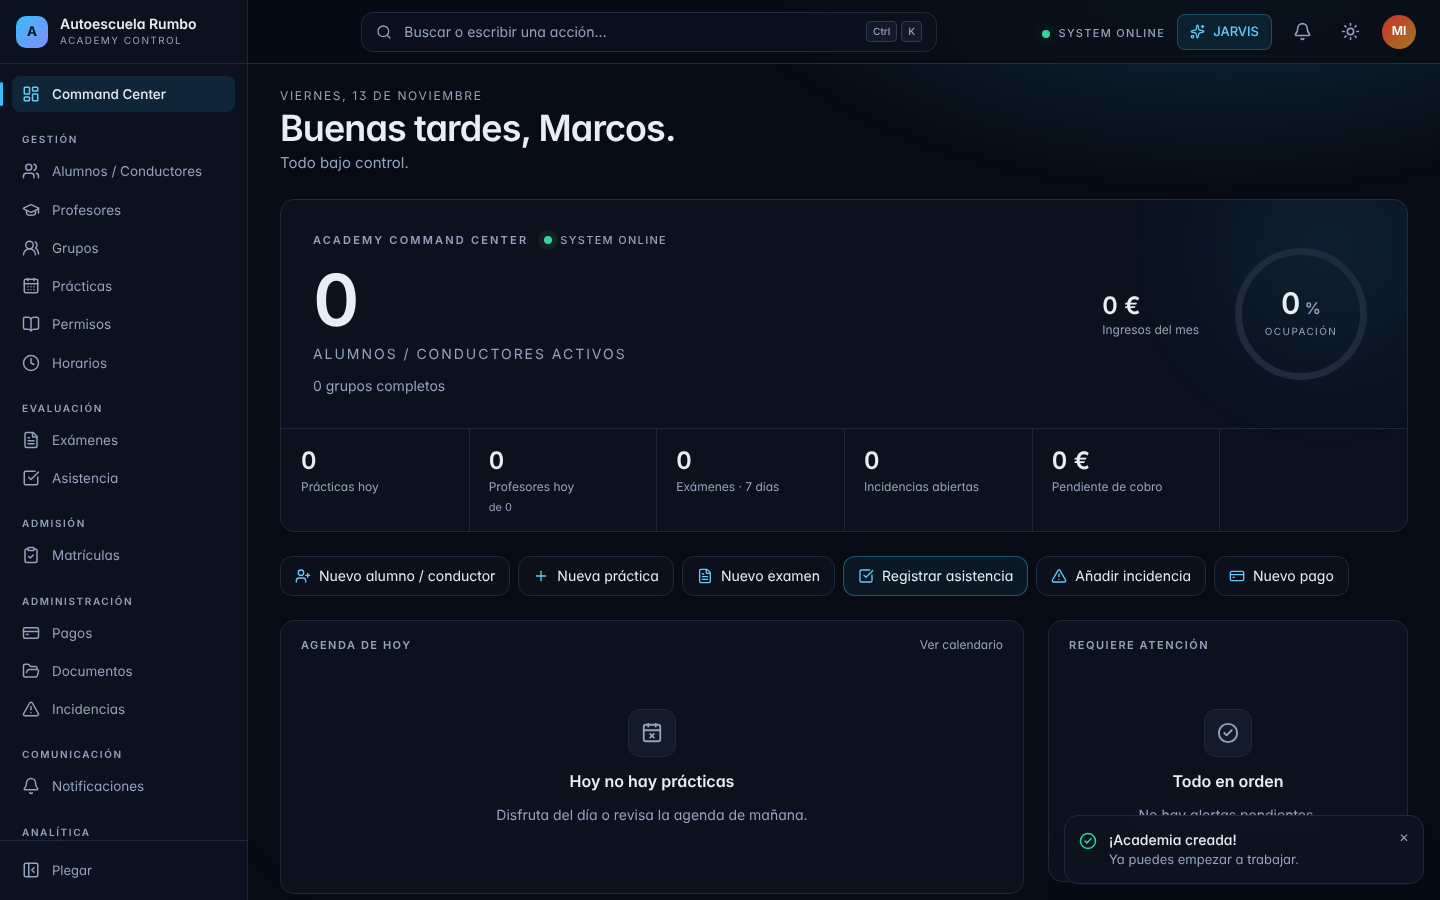 A
Autoescuela Rumbo
ACADEMY CONTROL
Buscar o escribir una acción...
Ctrl K
SYSTEM ONLINE
JARVIS
MI
Command Center
GESTIÓN
Alumnos / Conductores
Profesores
Grupos
Prácticas
Permisos
Horarios
EVALUACIÓN
Exámenes
Asistencia
ADMISIÓN
Matrículas
ADMINISTRACIÓN
Pagos
Documentos
Incidencias
COMUNICACIÓN
Notificaciones
ANALÍTICA
Plegar
VIERNES, 13 DE NOVIEMBRE
Buenas tardes, Marcos.
Todo bajo control.
ACADEMY COMMAND CENTER
SYSTEM ONLINE
0
ALUMNOS / CONDUCTORES ACTIVOS
0 grupos completos
0 €
Ingresos del mes
0 %
OCUPACIÓN
0
Prácticas hoy
0
Profesores hoy
de 0
0
Exámenes · 7 días
0
Incidencias abiertas
0 €
Pendiente de cobro
Nuevo alumno / conductor
Nueva práctica
Nuevo examen
Registrar asistencia
Añadir incidencia
Nuevo pago
AGENDA DE HOY
Ver calendario
Hoy no hay prácticas
Disfruta del día o revisa la agenda de mañana.
REQUIERE ATENCIÓN
Todo en orden
No hay alertas pendientes.
¡Academia creada!
Ya puedes empezar a trabajar.